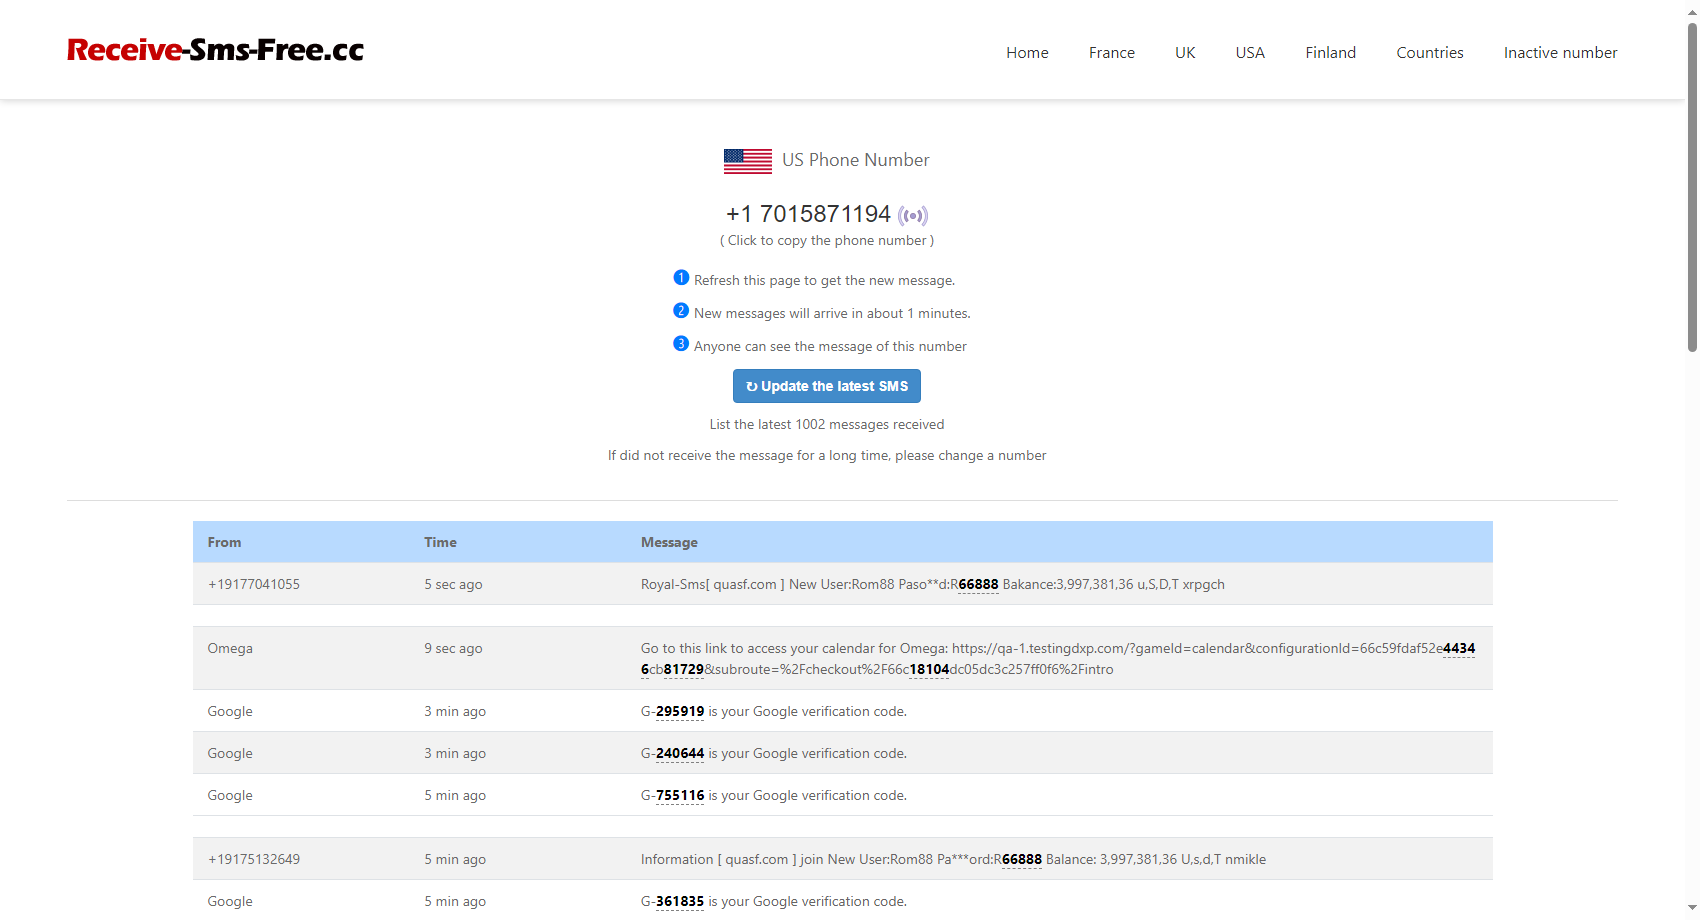 Receive-Sms-Free.cc
Home France UK USA Finland Countries Inactive number
US Phone Number
+1 7015871194
( Click to copy the phone number )
1 Refresh this page to get the new message.
2 New messages will arrive in about 1 minutes.
3 Anyone can see the message of this number
↻ Update the latest SMS
List the latest 1002 messages received
If did not receive the message for a long time, please change a number
From Time Message
+19177041055 5 sec ago Royal-Sms[ quasf.com ] New User:Rom88 Paso**d:R66888 Bakance:3,997,381,36 u,S,D,T xrpgch
Omega 9 sec ago Go to this link to access your calendar for Omega: https://qa-1.testingdxp.com/?gameId=calendar&configurationId=66c59fdaf52e4434
6cb81729&subroute=%2Fcheckout%2F66c18104dc05dc3c257ff0f6%2Fintro
Google 3 min ago G-295919 is your Google verification code.
Google 3 min ago G-240644 is your Google verification code.
Google 5 min ago G-755116 is your Google verification code.
+19175132649 5 min ago Information [ quasf.com ] join New User:Rom88 Pa***ord:R66888 Balance: 3,997,381,36 U,s,d,T nmikle
Google 5 min ago G-361835 is your Google verification code.